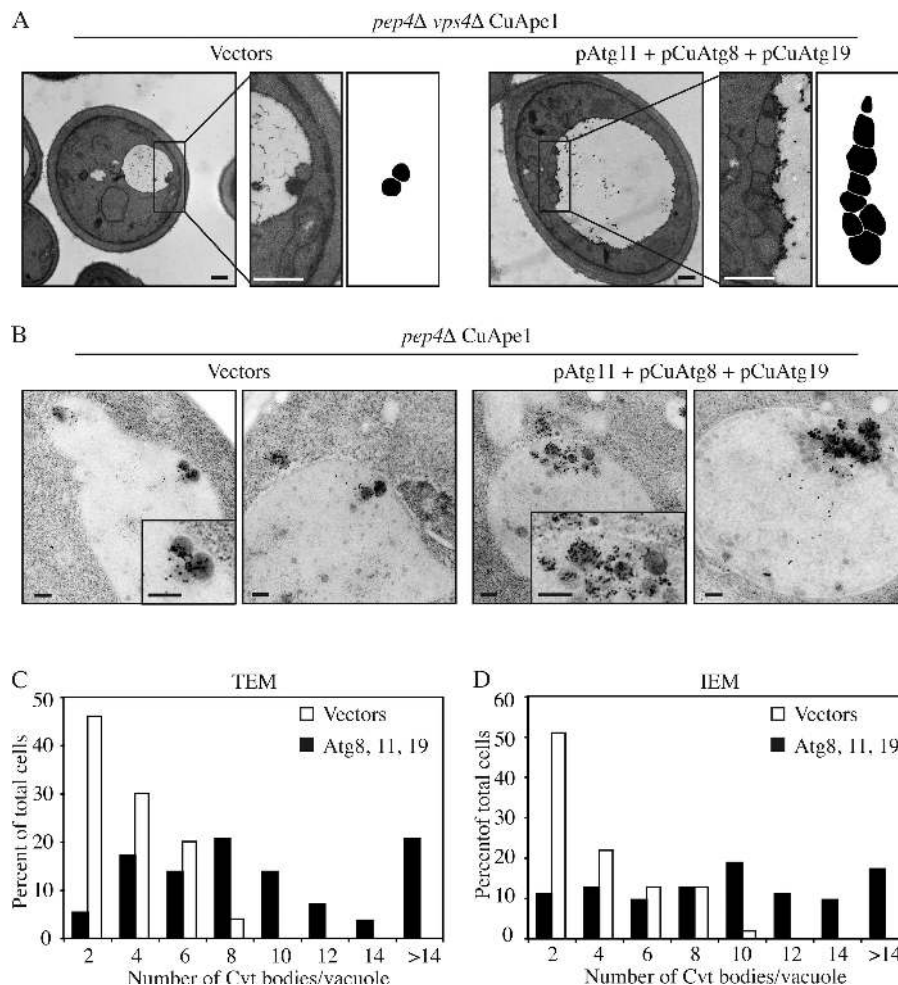 A
pep4Δ vps4Δ CuApe1
Vectors pAtg11 + pCuAtg8 + pCuAtg19
B
pep4Δ CuApe1
Vectors pAtg11 + pCuAtg8 + pCuAtg19
C TEM
Percent of total cells
50
40
30
20
10
0
Vectors
Atg8, 11, 19
2 4 6 8 10 12 14 >14
Number of Cvt bodies/vacuole
D IEM
Percentof total cells
60
50
40
30
20
10
0
Vectors
Atg8, 11, 19
2 4 6 8 10 12 14 >14
Number of Cvt bodies/vacuole